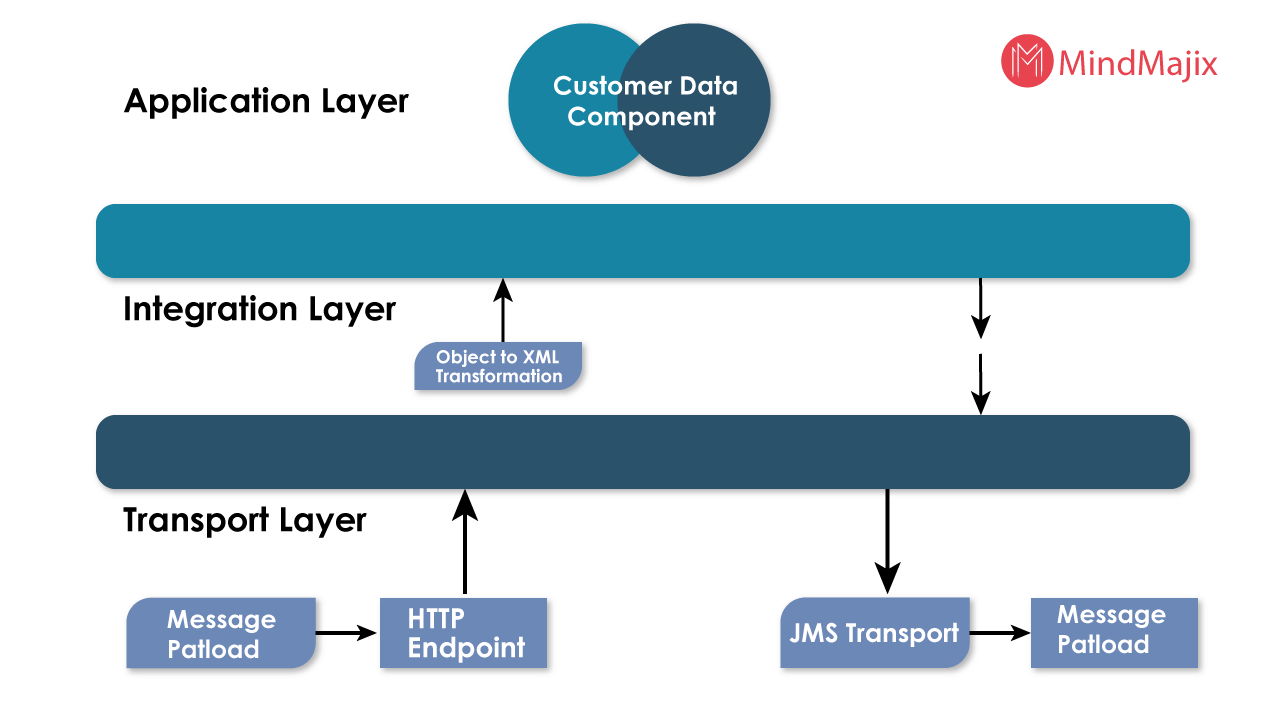 Application Layer
Customer Data
Component
MindMajix
Integration Layer
Object to XML
Transformation
Transport Layer
Message
Patload
HTTP
Endpoint
JMS Transport
Message
Patload